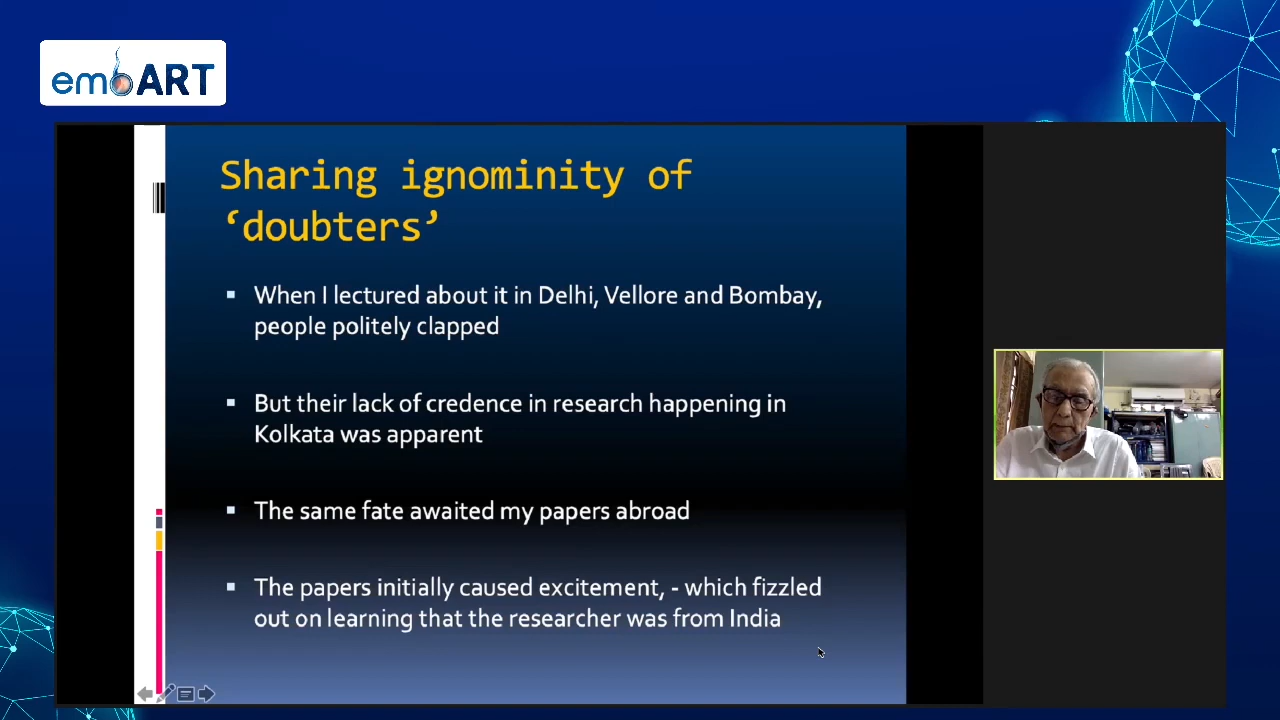 embART
Sharing ignominity of
‘doubters’
When I lectured about it in Delhi, Vellore and Bombay,
people politely clapped
But their lack of credence in research happening in
Kolkata was apparent
The same fate awaited my papers abroad
The papers initially caused excitement, - which fizzled
out on learning that the researcher was from India